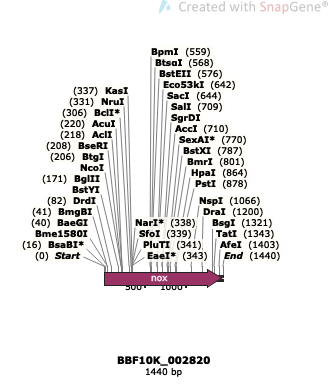 Created with SnapGene®
BpmI (559)
BtsαI (568)
BstEII (576)
Eco53kI (642)
SacI (644)
SalI (709)
SgrDI
AccI (710)
SexAI* (770)
BstXI (787)
BmrI (801)
HpaI (864)
PstI (878)
NspI (1066)
DraI (1200)
BsgI (1321)
TatI (1343)
AfeI (1403)
End (1440)
(337) KasI
(331) NruI
(306) BclI*
(220) AcuI
(218) AclI
(208) BseRI
(206) BtgI
NcoI
(171) BglII
BstYI
(82) DrdI
(41) BmgBI
(40) BaeGI
Bme1580I
(16) BsaBI*
(0) Start
NarI* (338)
SfoI (339)
PluTI (341)
EaeI* (343)
nox
500
1000
BBF10K_002820
1440 bp